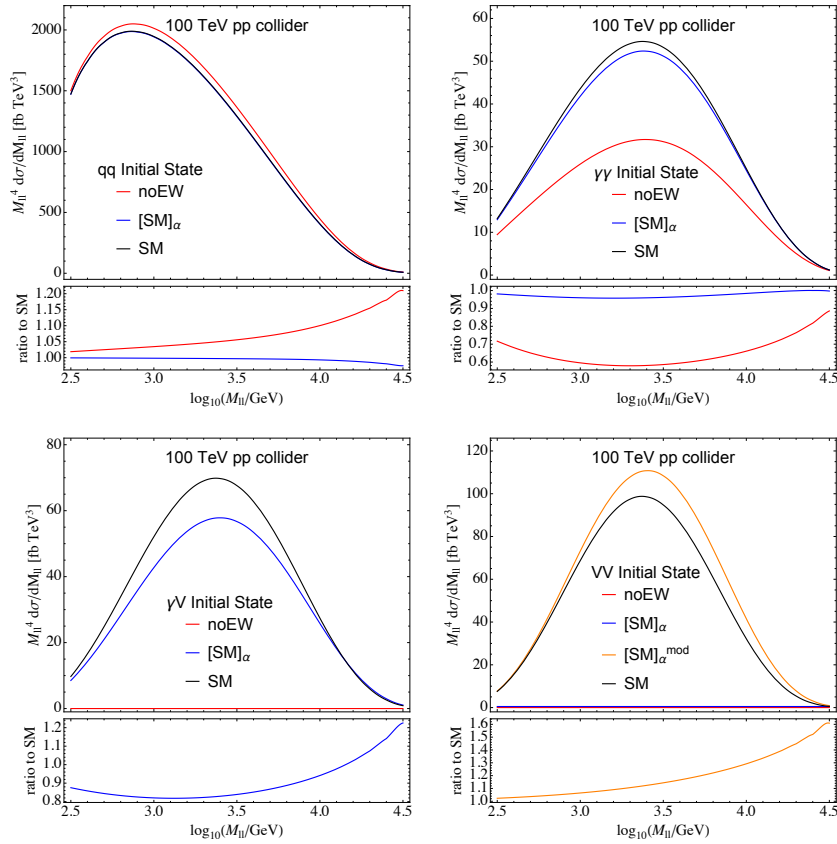 100 TeV pp collider
M_ll^4 dσ/dM_ll [fb TeV^3]
2000
1500
1000
500
0
qq Initial State
noEW
[SM]_α
SM
ratio to SM
1.20
1.15
1.10
1.05
1.00
2.5 3.0 3.5 4.0 4.5
log_10(M_ll/GeV)
100 TeV pp collider
M_ll^4 dσ/dM_ll [fb TeV^3]
60
50
40
30
20
10
0
γγ Initial State
noEW
[SM]_α
SM
ratio to SM
1.0
0.9
0.8
0.7
0.6
2.5 3.0 3.5 4.0 4.5
log_10(M_ll/GeV)
100 TeV pp collider
M_ll^4 dσ/dM_ll [fb TeV^3]
80
60
40
20
0
γV Initial State
noEW
[SM]_α
SM
ratio to SM
1.2
1.1
1.0
0.9
0.8
2.5 3.0 3.5 4.0 4.5
log_10(M_ll/GeV)
100 TeV pp collider
M_ll^4 dσ/dM_ll [fb TeV^3]
120
100
80
60
40
20
0
VV Initial State
noEW
[SM]_α
[SM]_α^mod
SM
ratio to SM
1.6
1.5
1.4
1.3
1.2
1.1
1.0
2.5 3.0 3.5 4.0 4.5
log_10(M_ll/GeV)